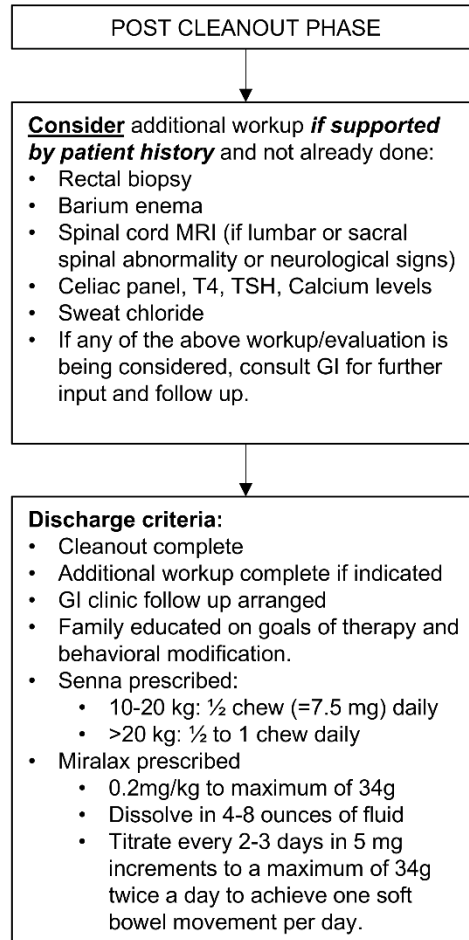 POST CLEANOUT PHASE
Consider additional workup if supported
by patient history and not already done:
• Rectal biopsy
• Barium enema
• Spinal cord MRI (if lumbar or sacral
spinal abnormality or neurological signs)
• Celiac panel, T4, TSH, Calcium levels
• Sweat chloride
• If any of the above workup/evaluation is
being considered, consult GI for further
input and follow up.
Discharge criteria:
• Cleanout complete
• Additional workup complete if indicated
• GI clinic follow up arranged
• Family educated on goals of therapy and
behavioral modification.
• Senna prescribed:
• 10-20 kg: ½ chew (=7.5 mg) daily
• >20 kg: ½ to 1 chew daily
• Miralax prescribed
• 0.2mg/kg to maximum of 34g
• Dissolve in 4-8 ounces of fluid
• Titrate every 2-3 days in 5 mg
increments to a maximum of 34g
twice a day to achieve one soft
bowel movement per day.